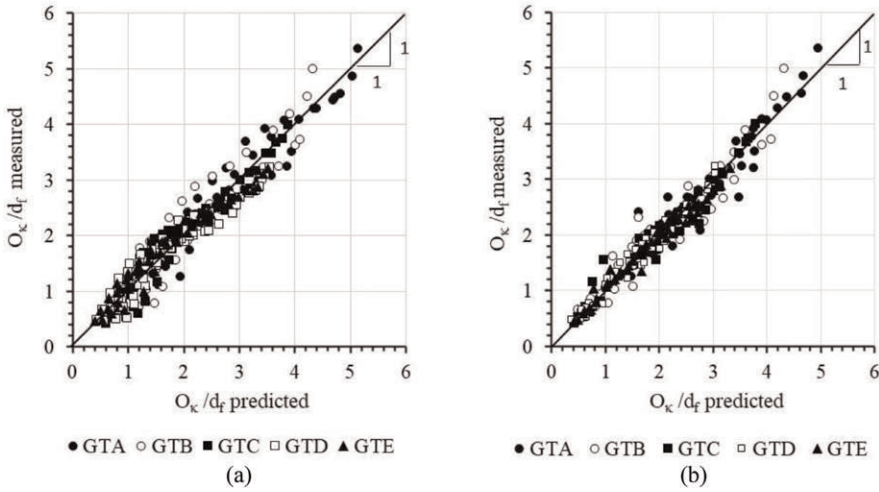 6
5
4
3
2
1
0
Oκ /df measured
0 1 2 3 4 5 6
Oκ /df predicted
1
1
GTA GTB GTC GTD GTE
(a)
6
5
4
3
2
1
0
Oκ /df measured
0 1 2 3 4 5 6
Oκ /df predicted
1
1
GTA GTB GTC GTD GTE
(b)